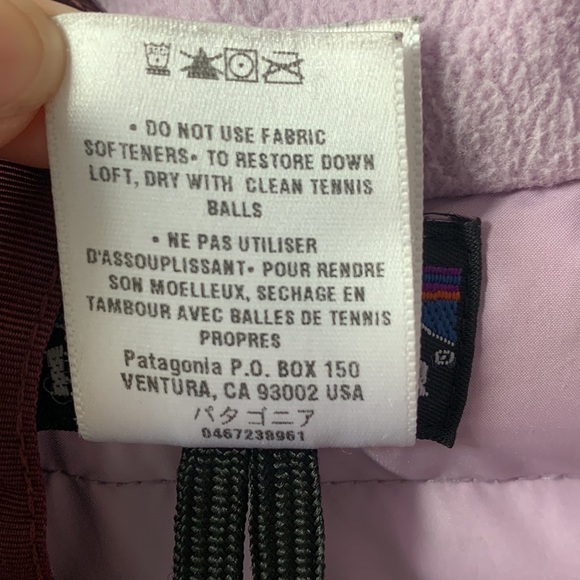 • DO NOT USE FABRIC
SOFTENERS• TO RESTORE DOWN
LOFT, DRY WITH CLEAN TENNIS
BALLS
• NE PAS UTILISER
D'ASSOUPLISSANT• POUR RENDRE
SON MOELLEUX, SECHAGE EN
TAMBOUR AVEC BALLES DE TENNIS
PROPRES
Patagonia P.O. BOX 150
VENTURA, CA 93002 USA
パタゴニア
0467238961